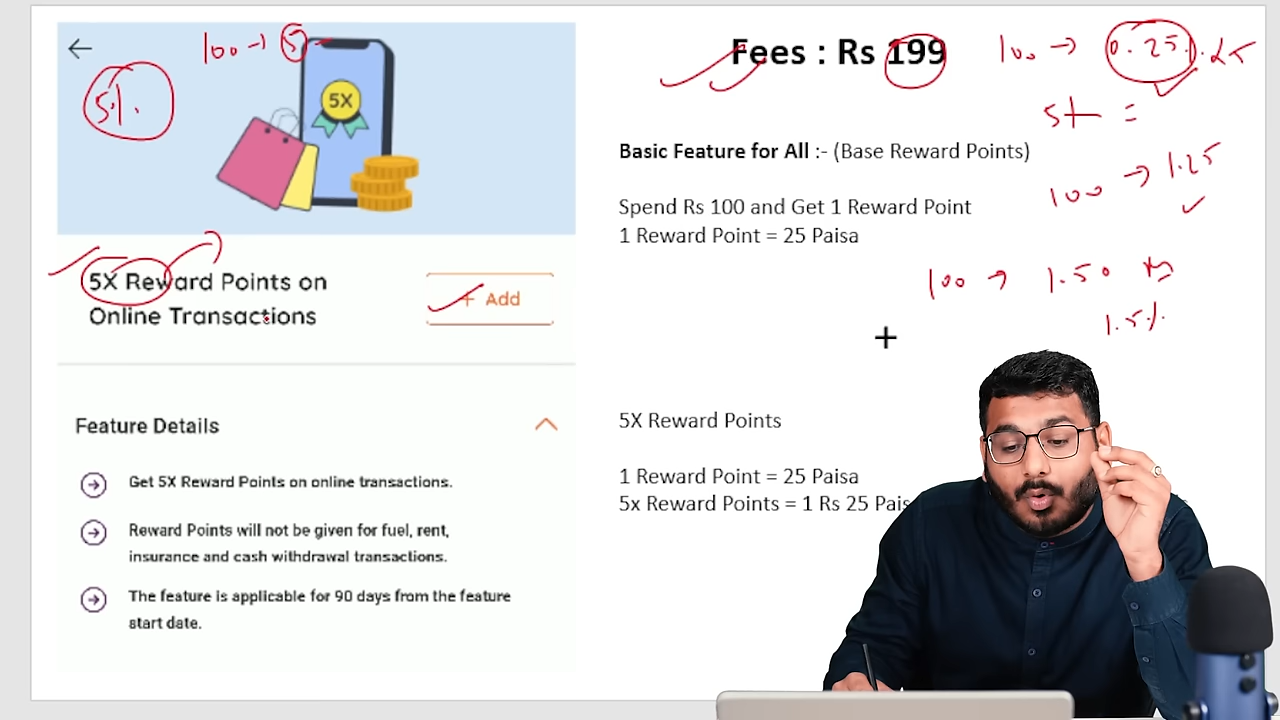 100 → 5
5%.
5X
5X Reward Points on
Online Transactions
+ Add
Feature Details
Get 5X Reward Points on online transactions.
Reward Points will not be given for fuel, rent,
insurance and cash withdrawal transactions.
The feature is applicable for 90 days from the feature
start date.
Fees : Rs 199
100 → 0.25
5X =
100 → 1.25
Basic Feature for All :- (Base Reward Points)
Spend Rs 100 and Get 1 Reward Point
1 Reward Point = 25 Paisa
100 → 1.50 Rs
1.5%
+
5X Reward Points
1 Reward Point = 25 Paisa
5x Reward Points = 1 Rs 25